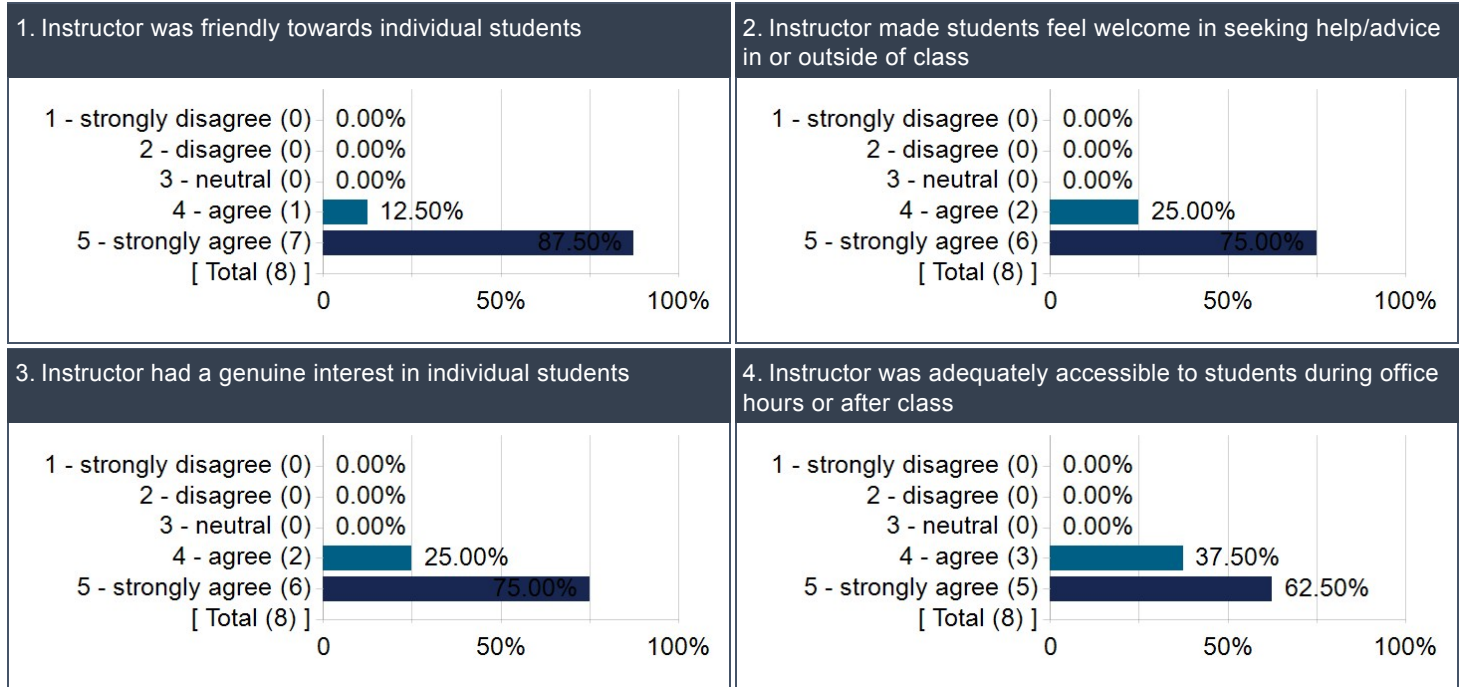 1. Instructor was friendly towards individual students
1 - strongly disagree (0) 0.00%
2 - disagree (0) 0.00%
3 - neutral (0) 0.00%
4 - agree (1) 12.50%
5 - strongly agree (7) 87.50%
[ Total (8) ]
0 50% 100%
2. Instructor made students feel welcome in seeking help/advice
in or outside of class
1 - strongly disagree (0) 0.00%
2 - disagree (0) 0.00%
3 - neutral (0) 0.00%
4 - agree (2) 25.00%
5 - strongly agree (6) 75.00%
[ Total (8) ]
0 50% 100%
3. Instructor had a genuine interest in individual students
1 - strongly disagree (0) 0.00%
2 - disagree (0) 0.00%
3 - neutral (0) 0.00%
4 - agree (2) 25.00%
5 - strongly agree (6) 75.00%
[ Total (8) ]
0 50% 100%
4. Instructor was adequately accessible to students during office
hours or after class
1 - strongly disagree (0) 0.00%
2 - disagree (0) 0.00%
3 - neutral (0) 0.00%
4 - agree (3) 37.50%
5 - strongly agree (5) 62.50%
[ Total (8) ]
0 50% 100%